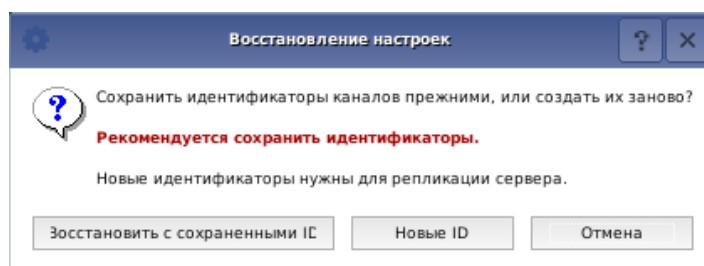 Восстановление настроек
Сохранить идентификаторы каналов прежними, или создать их заново?
Рекомендуется сохранить идентификаторы.
Новые идентификаторы нужны для репликации сервера.
Восстановить с сохраненными ID Новые ID Отмена